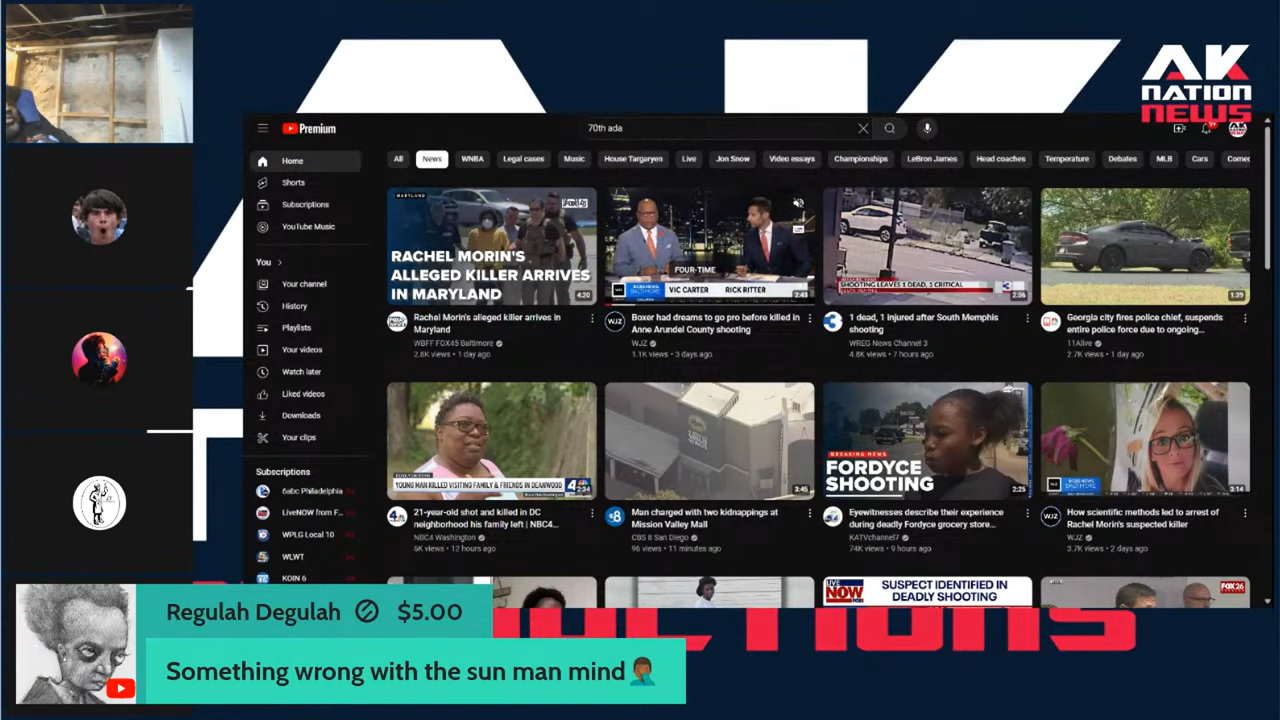 AK
NATION
NEWS
Premium
70th ada
Home
Shorts
Subscriptions
YouTube Music
You
Your channel
History
Playlists
Your videos
Watch later
Liked videos
Downloads
Your clips
Subscriptions
6abc Philadelphia
LiveNOW from F...
WPLG Local 10
WLWT
KOIN 6
All
News
WNBA
Legal cases
Music
House Targaryen
Live
Jon Snow
Video essays
Championships
LeBron James
Head coaches
Temperature
Debates
MLB
Cars
Comed
MARYLAND
FOX45
RACHEL MORIN'S
ALLEGED KILLER ARRIVES
IN MARYLAND
4:20
Rachel Morin's alleged killer arrives in
Maryland
WBFF FOX45 Baltimore
2.8K views • 1 day ago
FOUR-TIME
VIC CARTER
RICK RITTER
2:43
Boxer had dreams to go pro before killed in
Anne Arundel County shooting
WJZ
1.1K views • 3 days ago
SHOOTING LEAVES 1 DEAD, 1 CRITICAL
3
2:06
1 dead, 1 injured after South Memphis
shooting
WREG News Channel 3
4.8K views • 7 hours ago
1:39
Georgia city fires police chief, suspends
entire police force due to ongoing...
11Alive
2.7K views • 1 day ago
YOUNG MAN KILLED VISITING FAMILY & FRIENDS IN DEANWOOD
4
2:34
21-year-old shot and killed in DC
neighborhood his family left | NBC4...
NBC4 Washington
6K views • 12 hours ago
3:45
Man charged with two kidnappings at
Mission Valley Mall
CBS 8 San Diego
96 views • 11 minutes ago
BREAKING NEWS
FORDYCE
SHOOTING
2:25
Eyewitnesses describe their experience
during deadly Fordyce grocery store...
KATVchannel7
74K views • 9 hours ago
3:14
How scientific methods led to arrest of
Rachel Morin's suspected killer
WJZ
3.7K views • 2 days ago
LIVE
NOW
FOX
SUSPECT IDENTIFIED IN
DEADLY SHOOTING
FOX26
Regulah Degulah $5.00
Something wrong with the sun man mind🤦🏾‍♂️